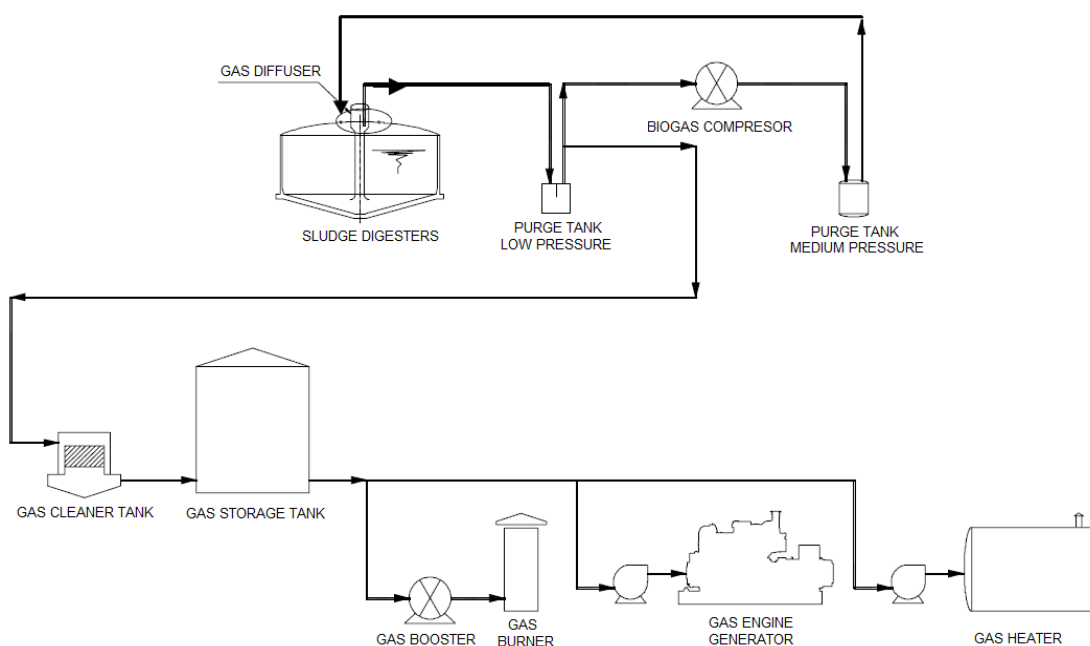 GAS DIFFUSER
BIOGAS COMPRESOR
SLUDGE DIGESTERS
PURGE TANK
LOW PRESSURE
PURGE TANK
MEDIUM PRESSURE
GAS CLEANER TANK
GAS STORAGE TANK
GAS BOOSTER
GAS
BURNER
GAS ENGINE
GENERATOR
GAS HEATER